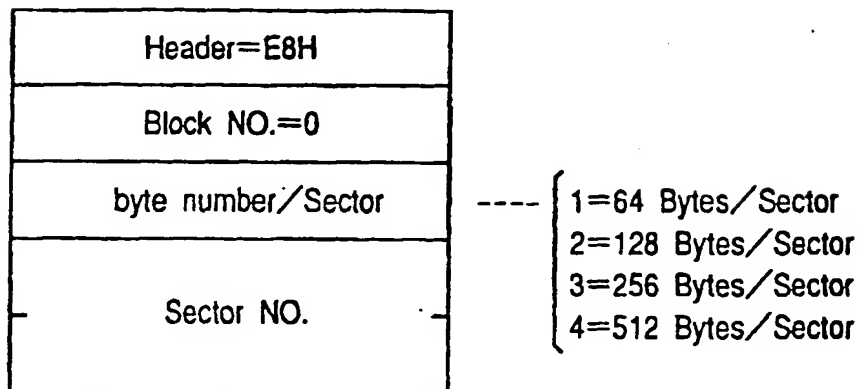 Header=E8H
Block NO.=0
byte number/Sector
1=64 Bytes/Sector
2=128 Bytes/Sector
3=256 Bytes/Sector
4=512 Bytes/Sector
Sector NO.